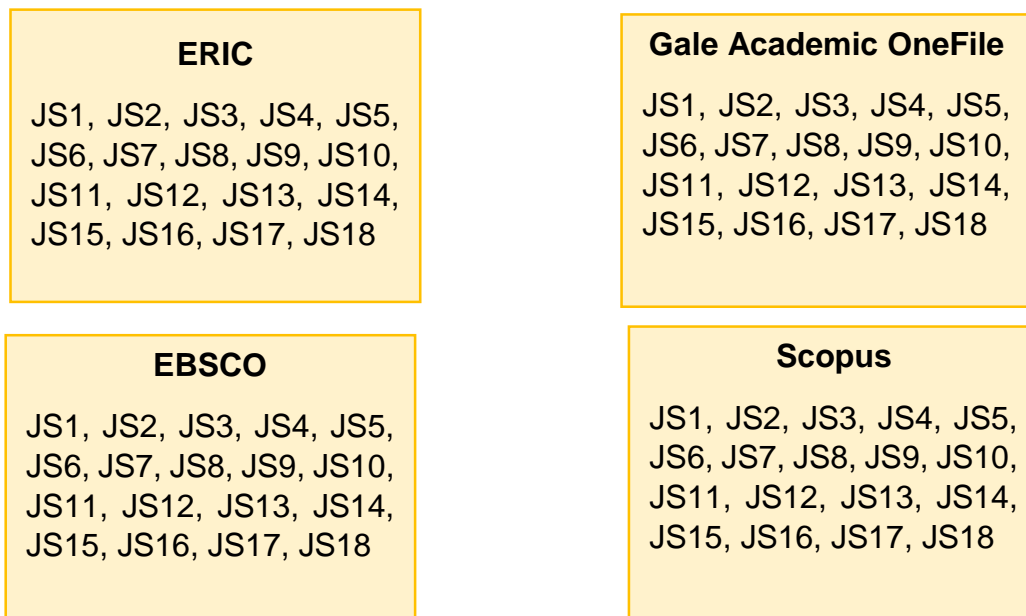 ERIC
JS1, JS2, JS3, JS4, JS5,
JS6, JS7, JS8, JS9, JS10,
JS11, JS12, JS13, JS14,
JS15, JS16, JS17, JS18
Gale Academic OneFile
JS1, JS2, JS3, JS4, JS5,
JS6, JS7, JS8, JS9, JS10,
JS11, JS12, JS13, JS14,
JS15, JS16, JS17, JS18
EBSCO
JS1, JS2, JS3, JS4, JS5,
JS6, JS7, JS8, JS9, JS10,
JS11, JS12, JS13, JS14,
JS15, JS16, JS17, JS18
Scopus
JS1, JS2, JS3, JS4, JS5,
JS6, JS7, JS8, JS9, JS10,
JS11, JS12, JS13, JS14,
JS15, JS16, JS17, JS18